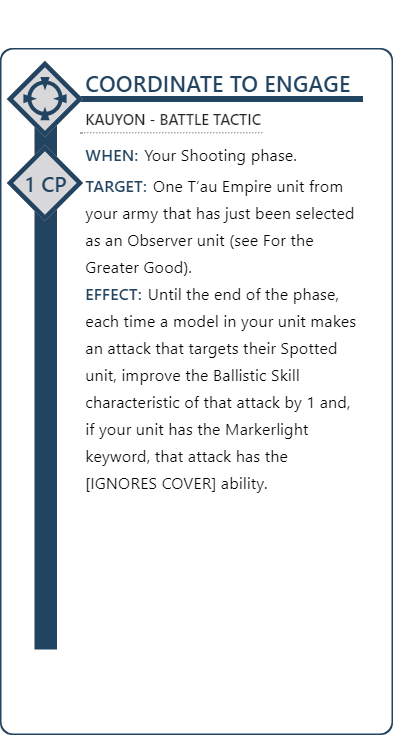 COORDINATE TO ENGAGE
KAUYON - BATTLE TACTIC
WHEN: Your Shooting phase.
1 CP
TARGET: One T’au Empire unit from
your army that has just been selected
as an Observer unit (see For the
Greater Good).
EFFECT: Until the end of the phase,
each time a model in your unit makes
an attack that targets their Spotted
unit, improve the Ballistic Skill
characteristic of that attack by 1 and,
if your unit has the Markerlight
keyword, that attack has the
[IGNORES COVER] ability.